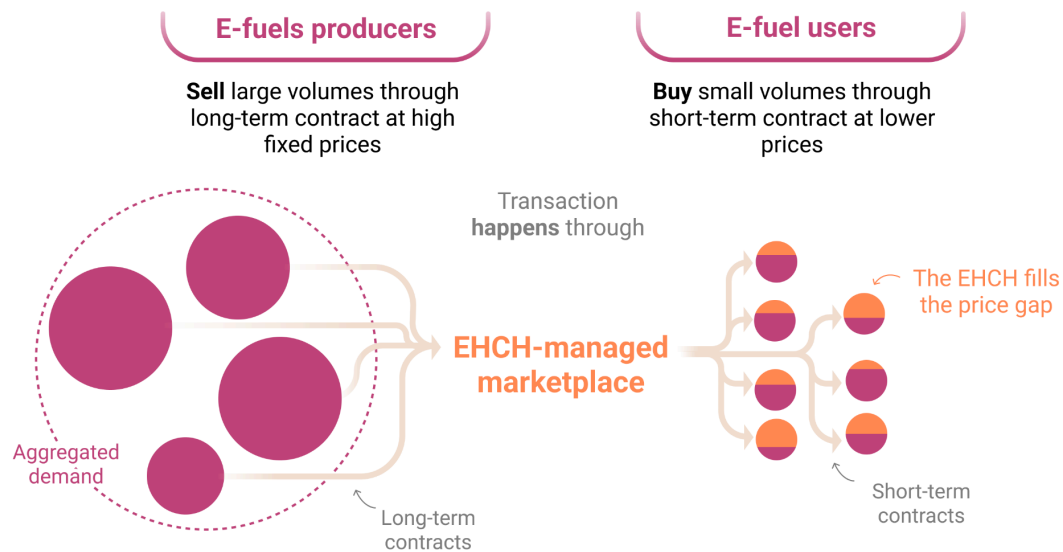 E-fuels producers
E-fuel users
Sell large volumes through
long-term contract at high
fixed prices
Buy small volumes through
short-term contract at lower
prices
Transaction
happens through
The EHCH fills
the price gap
EHCH-managed
marketplace
Aggregated
demand
Long-term
contracts
Short-term
contracts